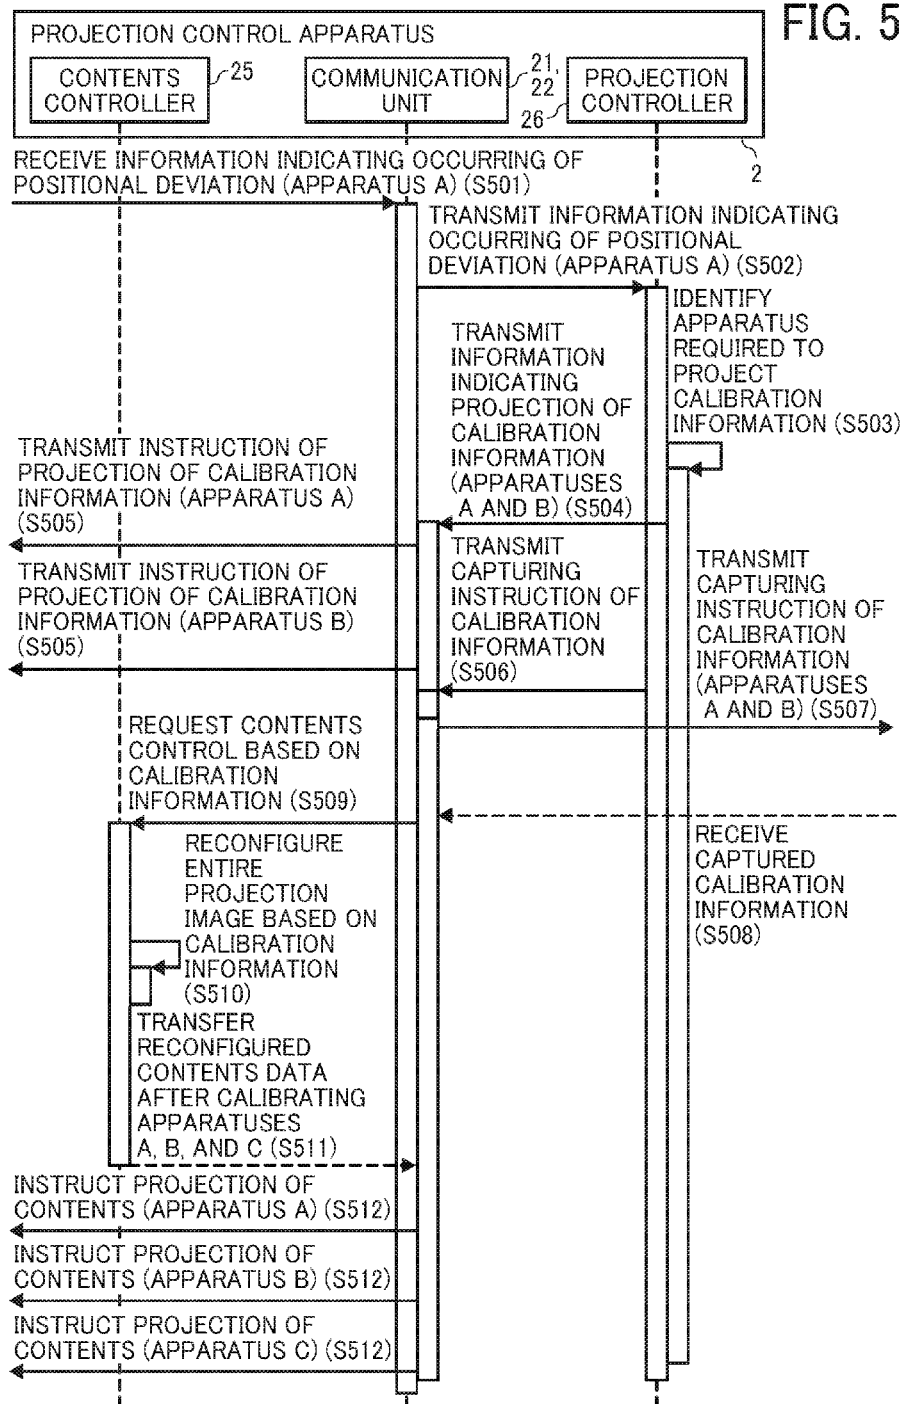 FIG. 5
PROJECTION CONTROL APPARATUS
CONTENTS
CONTROLLER
25
COMMUNICATION
UNIT
21,
22
PROJECTION
CONTROLLER
26
2
RECEIVE INFORMATION INDICATING OCCURRING OF
POSITIONAL DEVIATION (APPARATUS A) (S501)
TRANSMIT INFORMATION INDICATING
OCCURRING OF POSITIONAL
DEVIATION (APPARATUS A) (S502)
IDENTIFY
APPARATUS
REQUIRED TO
PROJECT
CALIBRATION
INFORMATION (S503)
TRANSMIT
INFORMATION
INDICATING
PROJECTION OF
CALIBRATION
INFORMATION
(APPARATUSES
A AND B) (S504)
TRANSMIT INSTRUCTION OF
PROJECTION OF CALIBRATION
INFORMATION (APPARATUS A)
(S505)
TRANSMIT INSTRUCTION OF
PROJECTION OF CALIBRATION
INFORMATION (APPARATUS B)
(S505)
TRANSMIT
CAPTURING
INSTRUCTION OF
CALIBRATION
INFORMATION
(S506)
TRANSMIT
CAPTURING
INSTRUCTION OF
CALIBRATION
INFORMATION
(APPARATUSES
A AND B) (S507)
RECEIVE
CAPTURED
CALIBRATION
INFORMATION
(S508)
REQUEST CONTENTS
CONTROL BASED ON
CALIBRATION
INFORMATION (S509)
RECONFIGURE
ENTIRE
PROJECTION
IMAGE BASED ON
CALIBRATION
INFORMATION
(S510)
TRANSFER
RECONFIGURED
CONTENTS DATA
AFTER CALIBRATING
APPARATUSES
A, B, AND C (S511)
INSTRUCT PROJECTION OF
CONTENTS (APPARATUS A) (S512)
INSTRUCT PROJECTION OF
CONTENTS (APPARATUS B) (S512)
INSTRUCT PROJECTION OF
CONTENTS (APPARATUS C) (S512)